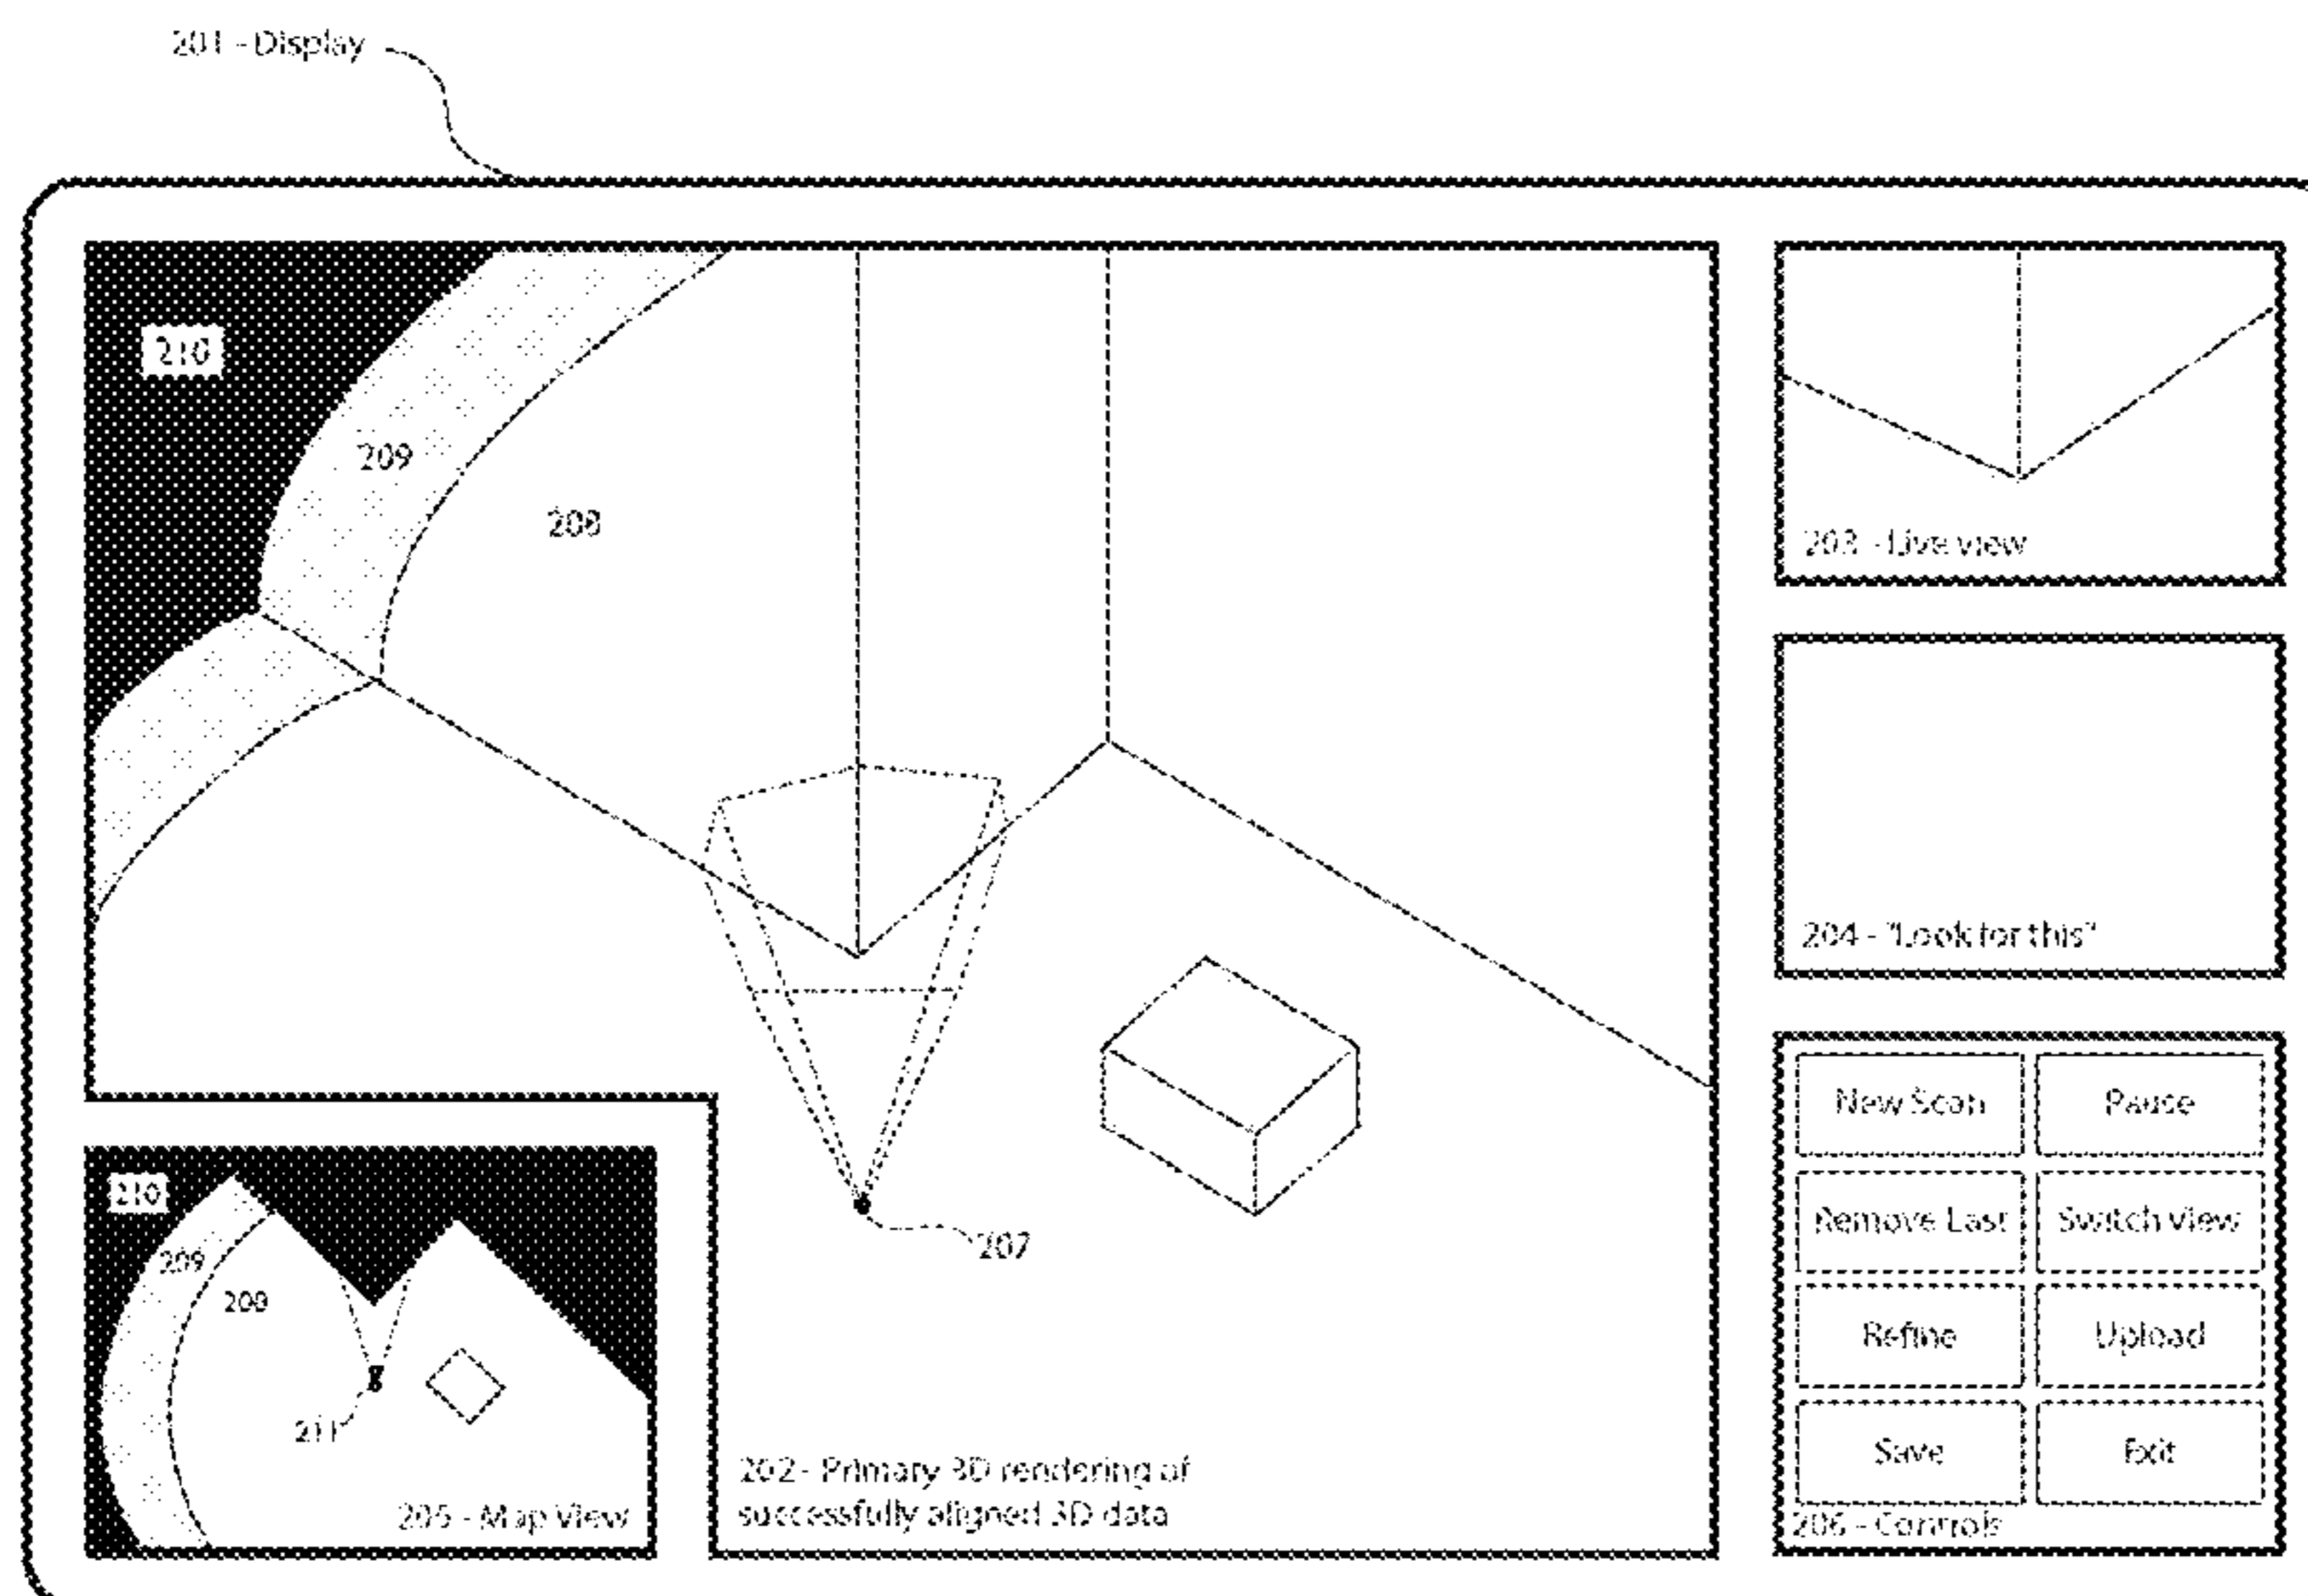 201 - Display
210
209
208
203 - Live view
204 - "Look for this"
New Scan
Pause
Remove Last
Switch View
Refine
Upload
Save
Exit
206 - Controls
207
202 - Primary 3D rendering of
successfully aligned 3D data
210
209
208
211
205 - Map View